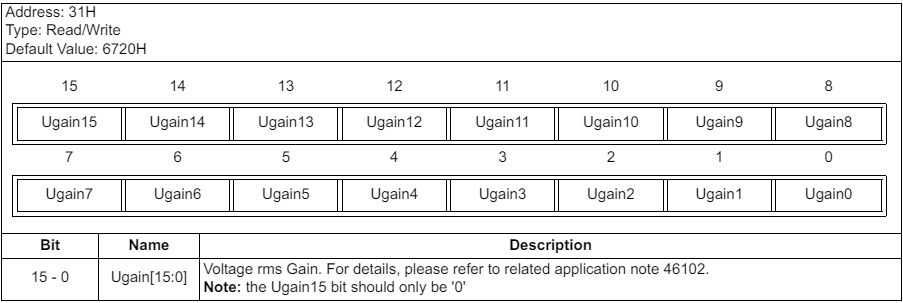 Address: 31H
Type: Read/Write
Default Value: 6720H
15 14 13 12 11 10 9 8
Ugain15 Ugain14 Ugain13 Ugain12 Ugain11 Ugain10 Ugain9 Ugain8
7 6 5 4 3 2 1 0
Ugain7 Ugain6 Ugain5 Ugain4 Ugain3 Ugain2 Ugain1 Ugain0
Bit Name Description
15 - 0 Ugain[15:0] Voltage rms Gain. For details, please refer to related application note 46102.
Note: the Ugain15 bit should only be '0'